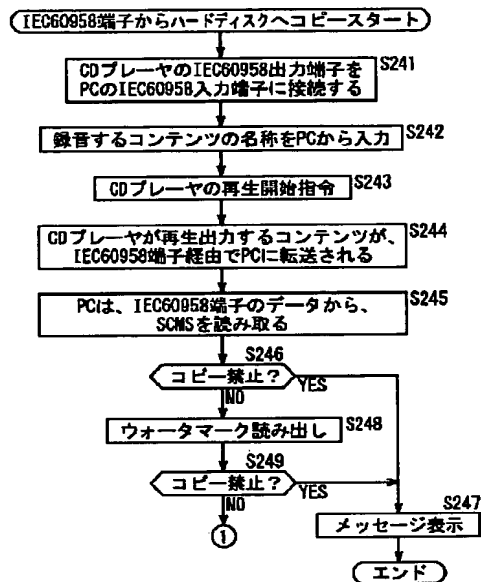 IEC60958端子からハードディスクへコピースタート
CDプレーヤのIEC60958出力端子を
PCのIEC60958入力端子に接続する
S241
録音するコンテンツの名称をPCから入力
S242
CDプレーヤの再生開始指令
S243
CDプレーヤが再生出力するコンテンツが、
IEC60958端子経由でPCに転送される
S244
PCは、IEC60958端子のデータから、
SCMSを読み取る
S245
S246
コピー禁止?
YES
NO
ウォータマーク読み出し
S248
S249
コピー禁止?
YES
NO
①
S247
メッセージ表示
エンド